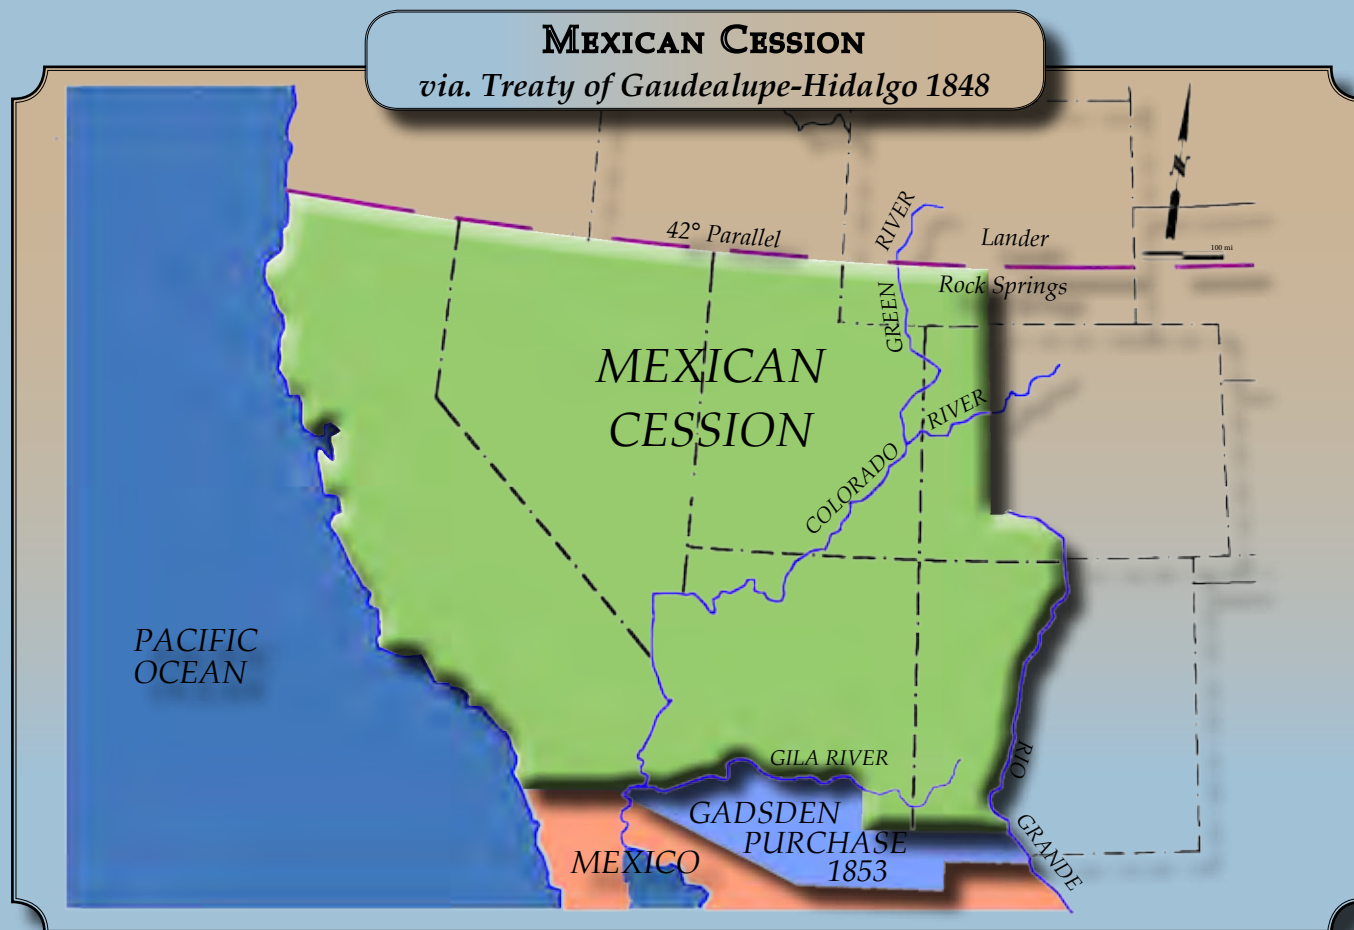 MEXICAN CESSION
via. Treaty of Gaudealupe-Hidalgo 1848
N
100 mi
42° Parallel
RIVER
Lander
GREEN
Rock Springs
MEXICAN
CESSION
RIVER
COLORADO
PACIFIC
OCEAN
GILA RIVER
RIO
GRANDE
GADSDEN
PURCHASE
1853
MEXICO